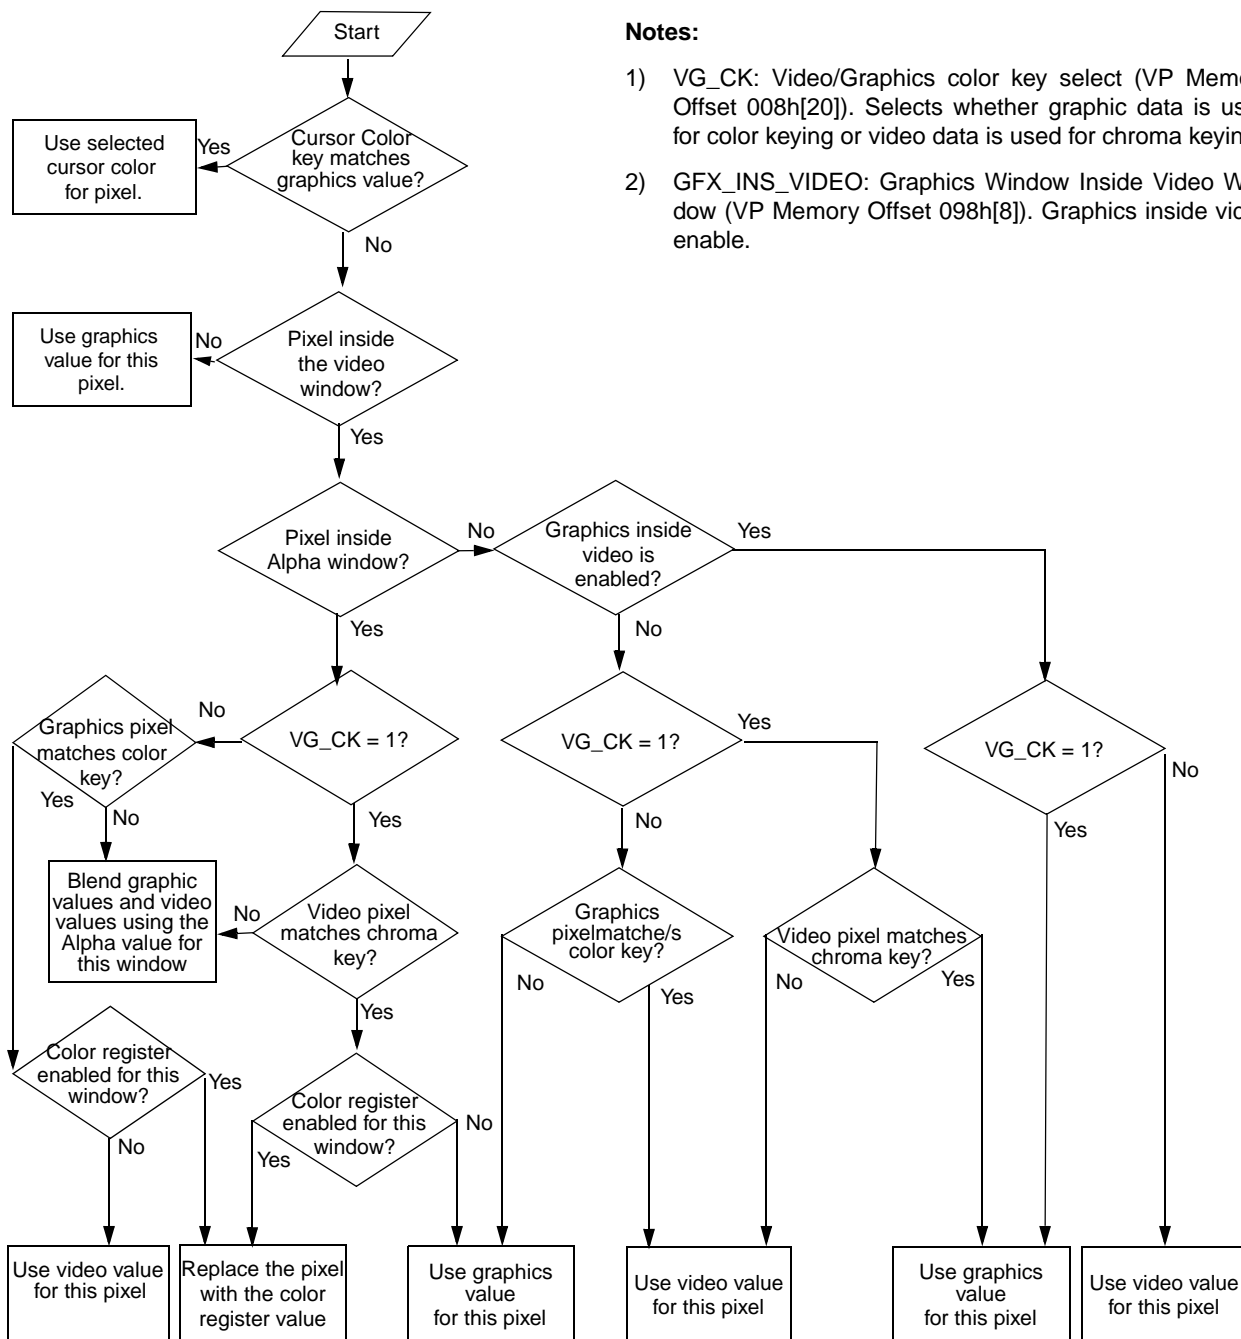 Start
Notes:
1) VG_CK: Video/Graphics color key select (VP
Offset 008h[20]). Selects whether graphic data is
for color keying or video data is used for chroma
2) GFX_INS_VIDEO: Graphics Window Inside Video
dow (VP Memory Offset 098h[8]). Graphics inside
enable.
Cursor Color
key matches
graphics value?
Yes
Use selected
cursor color
for pixel.
No
Pixel inside
the video
window?
No
Use graphics
value for this
pixel.
Yes
Pixel inside
Alpha window?
No
Graphics inside
video is
enabled?
Yes
Yes
No
Graphics pixel
matches color
key?
No
VG_CK = 1?
VG_CK = 1?
Yes
VG_CK = 1?
No
Yes
No
Yes
No
Yes
Blend graphic
values and video
values using the
Alpha value for
this window
No
Video pixel
matches chroma
key?
Graphics
pixelmatche/s
color key?
Video pixel matches
chroma key?
Yes
No
Yes
No
Yes
Color register
enabled for this
window?
Yes
No
Color register
enabled for this
window?
No
Yes
Use video value
for this pixel
Replace the pixel
with the color
register value
Use graphics
value
for this pixel
Use video value
for this pixel
Use graphics
value
for this pixel
Use video value
for this pixel